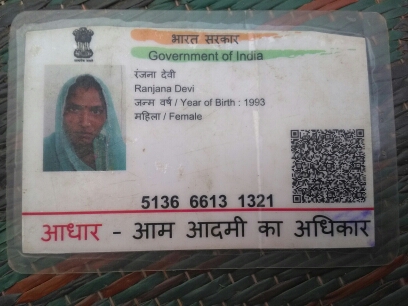 भारत सरकार
Government of India
रंजना देवी
Ranjana Devi
जन्म वर्ष / Year of Birth : 1993
महिला / Female
5136 6613 1321
आधार - आम आदमी का अधिकार